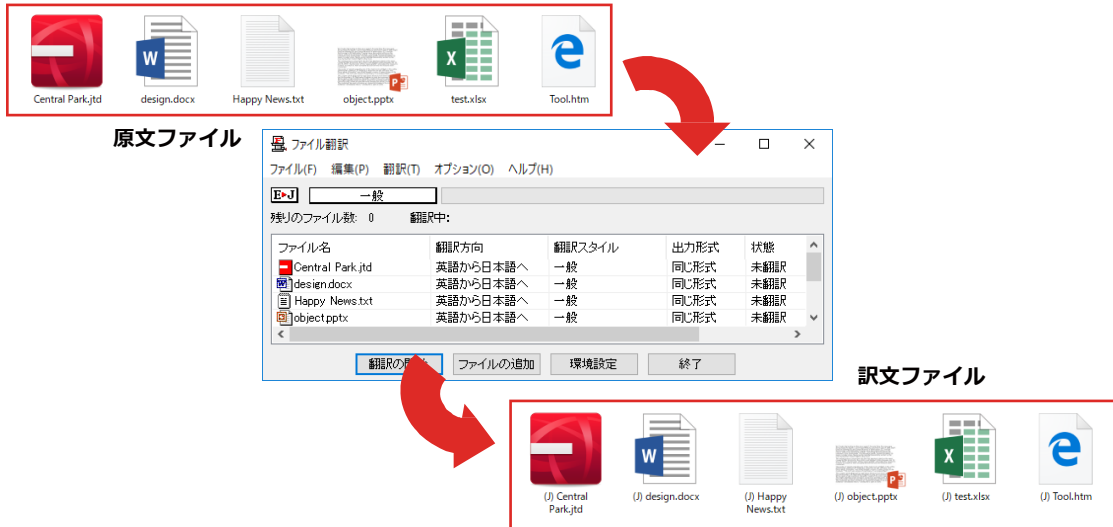 Central Park.jtd
design.docx
Happy News.txt
object.pptx
test.xlsx
Tool.htm
原文ファイル
ファイル翻訳
ファイル(F) 編集(P) 翻訳(T) オプション(O) ヘルプ(H)
E▸J 一般
残りのファイル数: 0 翻訳中:
ファイル名 翻訳方向 翻訳スタイル 出力形式 状態
Central Park.jtd 英語から日本語へ 一般 同じ形式 未翻訳
design.docx 英語から日本語へ 一般 同じ形式 未翻訳
Happy News.txt 英語から日本語へ 一般 同じ形式 未翻訳
object.pptx 英語から日本語へ 一般 同じ形式 未翻訳
翻訳の ファイルの追加 環境設定 終了
訳文ファイル
(J) Central
Park.jtd
(J) design.docx
(J) Happy
News.txt
(J) object.pptx
(J) test.xlsx
(J) Tool.htm